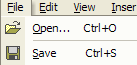 File Edit View Inser
Open... Ctrl+O
Save Ctrl+S